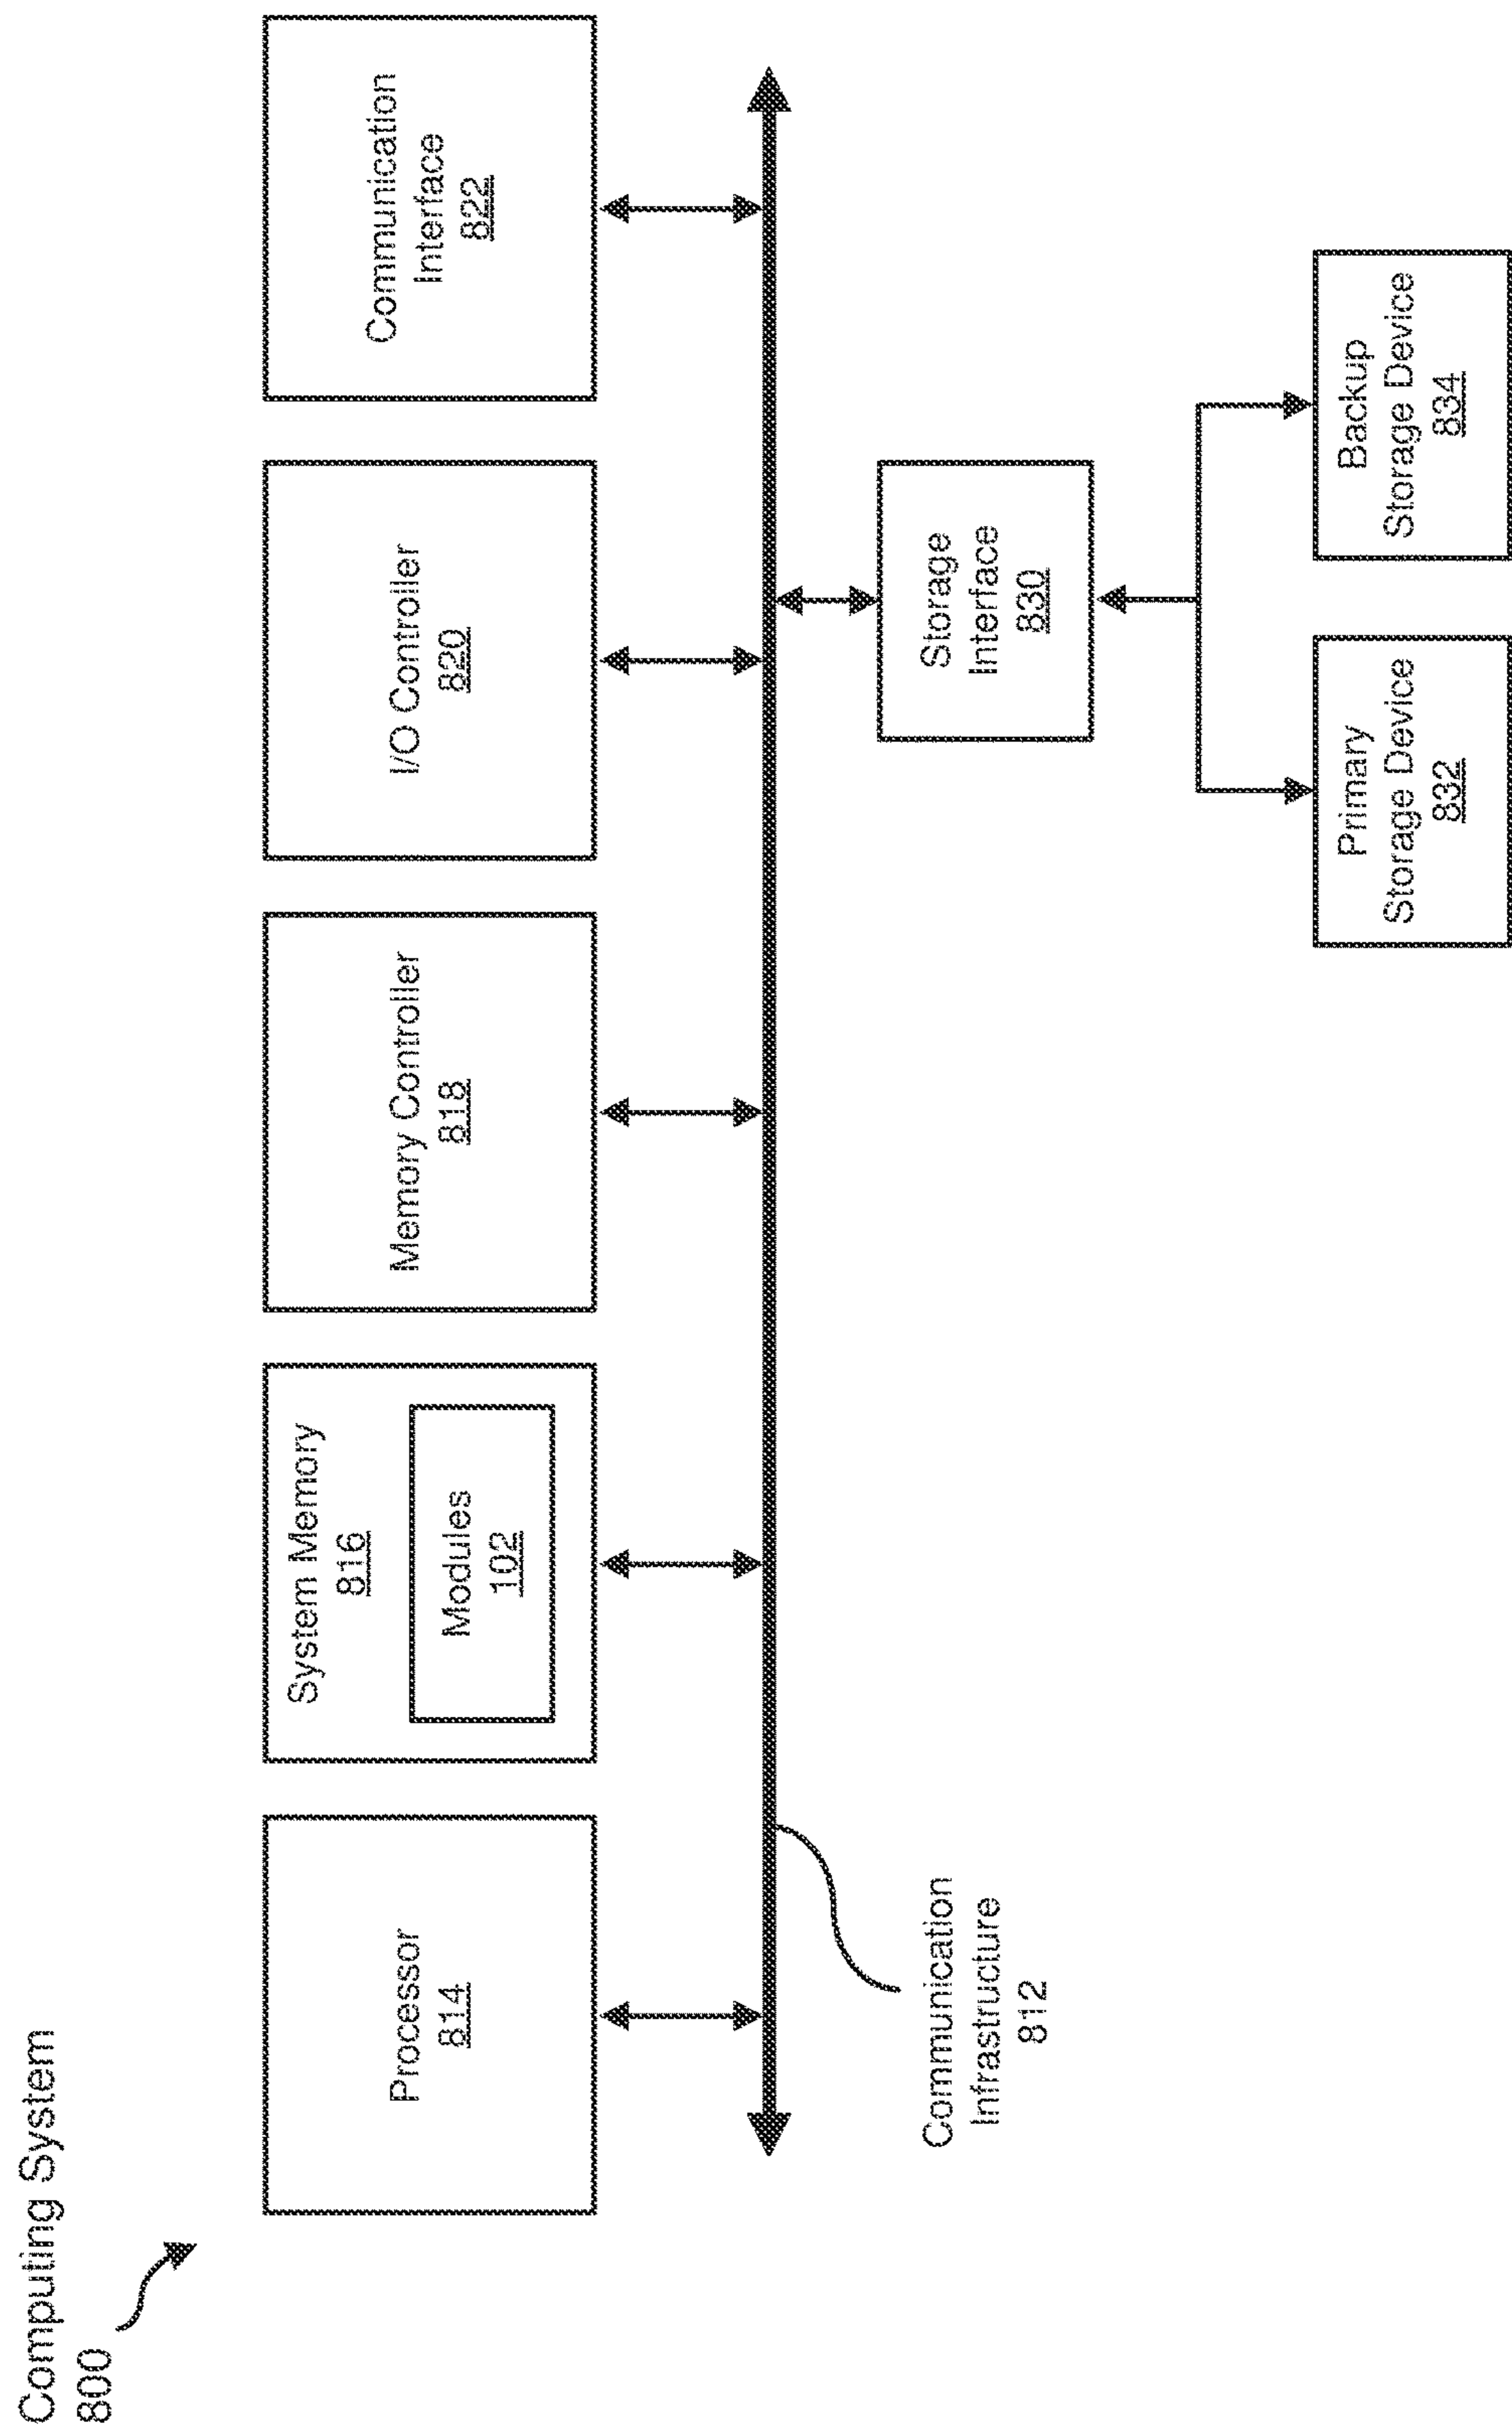 Computing System
800
Processor
814
System Memory
816
Modules
102
Memory Controller
818
I/O Controller
820
Communication
Interface
822
Communication
Infrastructure
812
Storage
Interface
830
Primary
Storage Device
832
Backup
Storage Device
834